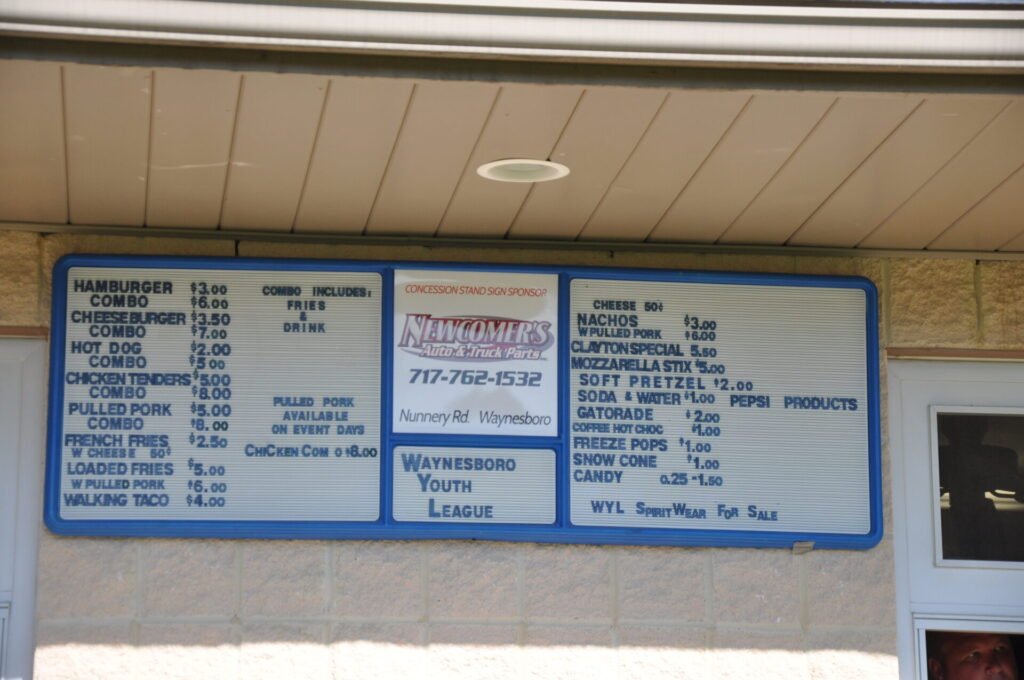 HAMBURGER $3.00
COMBO $6.00
CHEESEBURGER $3.50
COMBO $7.00
HOT DOG $2.00
COMBO $5.00
CHICKEN TENDERS $5.00
COMBO $8.00
PULLED PORK $5.00
COMBO $8.00
FRENCH FRIES $2.50
W CHEESE 50¢
LOADED FRIES $5.00
W PULLED PORK $6.00
WALKING TACO $4.00
COMBO INCLUDES:
FRIES
&
DRINK
PULLED PORK
AVAILABLE
ON EVENT DAYS
CHICKEN COM O $8.00
CONCESSION STAND SIGN SPONSOR
NEWCOMER'S
Auto & Truck Parts
717-762-1532
Nunnery Rd. Waynesboro
WAYNESBORO
YOUTH
LEAGUE
CHEESE 50¢
NACHOS $3.00
W PULLED PORK $6.00
CLAYTON SPECIAL 5.50
MOZZARELLA STIX $5.00
SOFT PRETZEL $2.00
SODA & WATER $1.00 PEPSI PRODUCTS
GATORADE $2.00
COFFEE HOT CHOC $1.00
FREEZE POPS $1.00
SNOW CONE $1.00
CANDY 0.25 - 1.50
WYL SPIRIT WEAR FOR SALE